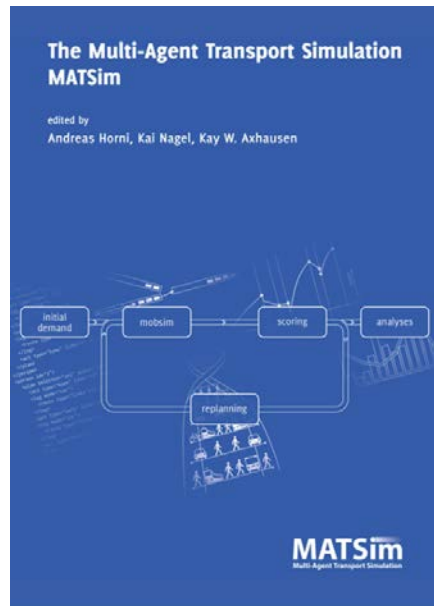 The Multi-Agent Transport Simulation
MATSim
edited by
Andreas Horni, Kai Nagel, Kay W. Axhausen
initial
demand
mobsim
scoring
analyses
replanning
MATSim
Multi-Agent Transport Simulation